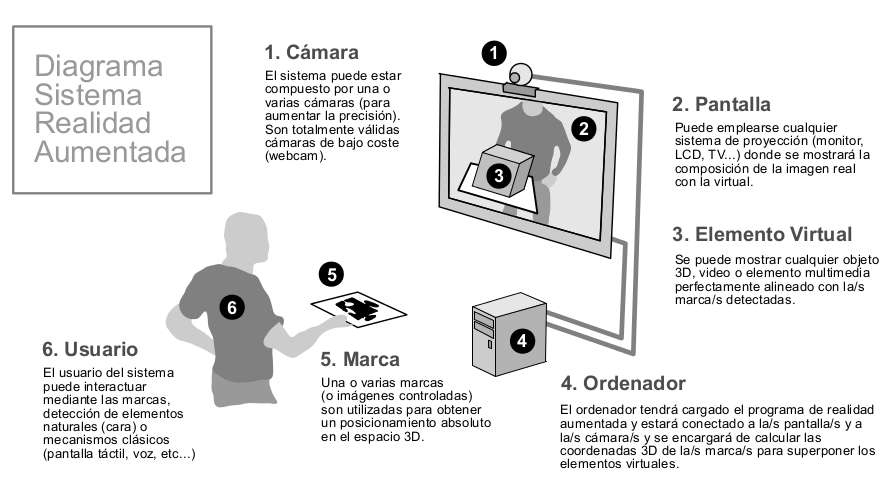 Diagrama
Sistema
Realidad
Aumentada
1. Cámara
El sistema puede estar
compuesto por una o
varias cámaras (para
aumentar la precisión).
Son totalmente válidas
cámaras de bajo coste
(webcam).
1
2
3
2. Pantalla
Puede emplearse cualquier
sistema de proyección (monitor,
LCD, TV...) donde se mostrará la
composición de la imagen real
con la virtual.
3. Elemento Virtual
Se puede mostrar cualquier objeto
3D, video o elemento multimedia
perfectamente alineado con la/s
marca/s detectadas.
5
6
4
6. Usuario
El usuario del sistema
puede interactuar
mediante las marcas,
detección de elementos
naturales (cara) o
mecanismos clásicos
(pantalla táctil, voz, etc...)
5. Marca
Una o varias marcas
(o imágenes controladas)
son utilizadas para obtener
un posicionamiento absoluto
en el espacio 3D.
4. Ordenador
El ordenador tendrá cargado el programa de realidad
aumentada y estará conectado a la/s pantalla/s y a
la/s cámara/s y se encargará de calcular las
coordenadas 3D de la/s marca/s para superponer los
elementos virtuales.